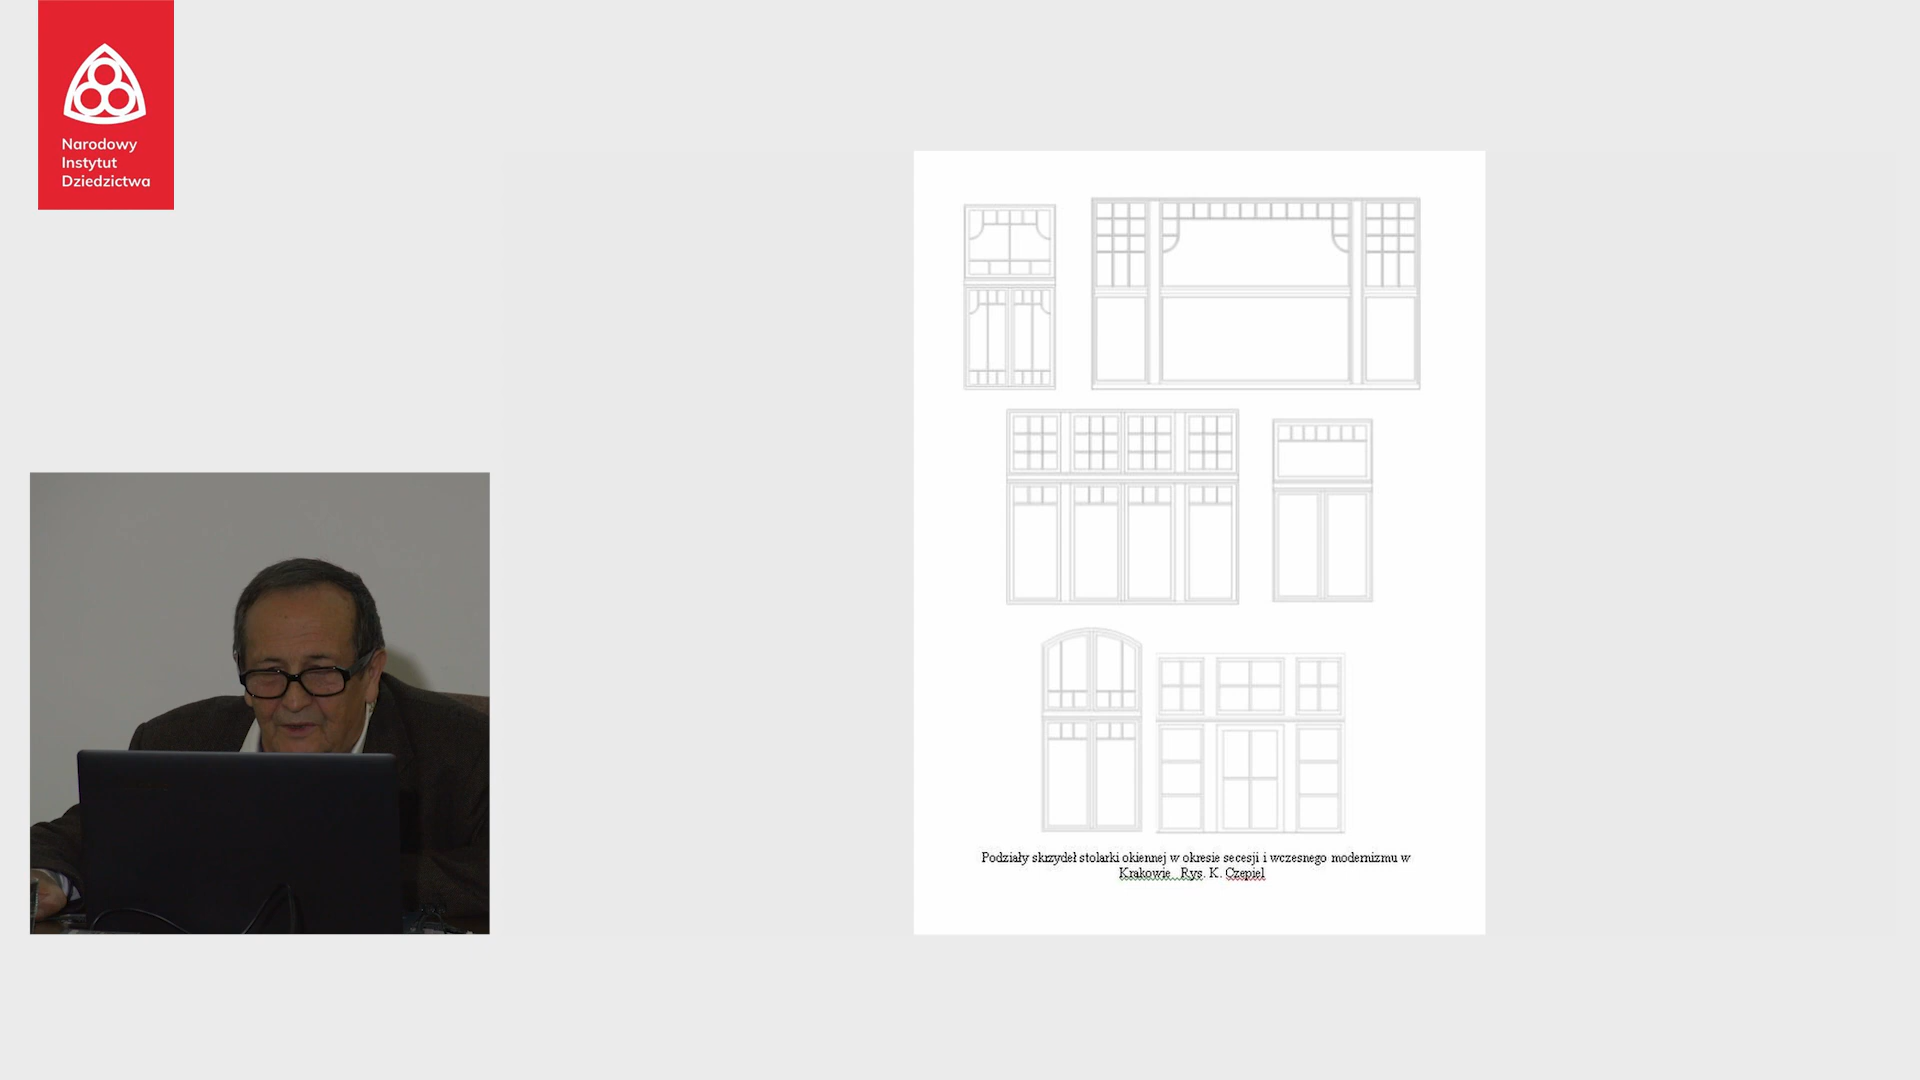 Narodowy
Instytut
Dziedzictwa
Podziały skrzydeł stolarki okiennej w okresie secesji i wczesnego modernizmu w
Krakowie Rys. K. Czepiel